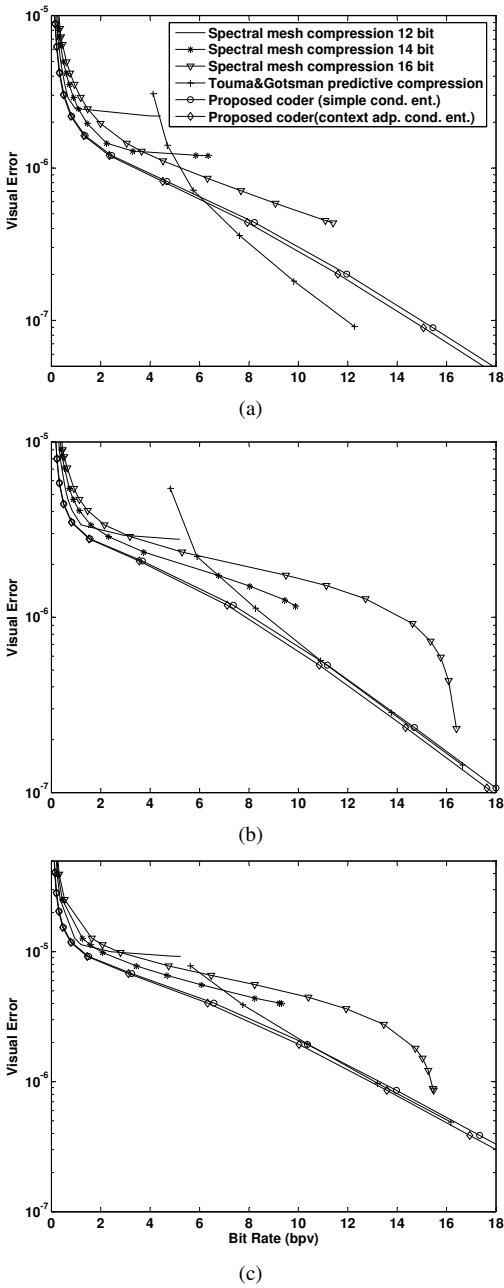 10^-5
Spectral mesh compression 12 bit
Spectral mesh compression 14 bit
Spectral mesh compression 16 bit
Touma&Gotsman predictive compression
Proposed coder (simple cond. ent.)
Proposed coder(context adp. cond. ent.)
Visual Error
10^-6
10^-7
0 2 4 6 8 10 12 14 16 18
(a)
10^-5
Visual Error
10^-6
10^-7
0 2 4 6 8 10 12 14 16 18
(b)
10^-5
Visual Error
10^-6
10^-7
0 2 4 6 8 10 12 14 16 18
Bit Rate (bpv)
(c)